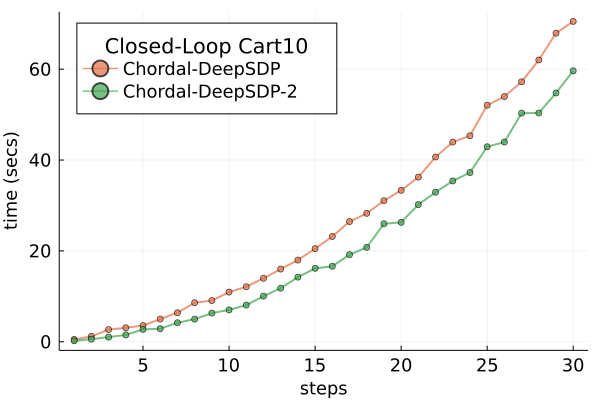 Closed-Loop Cart10
Chordal-DeepSDP
Chordal-DeepSDP-2
60
40
20
0
time (secs)
5 10 15 20 25 30
steps